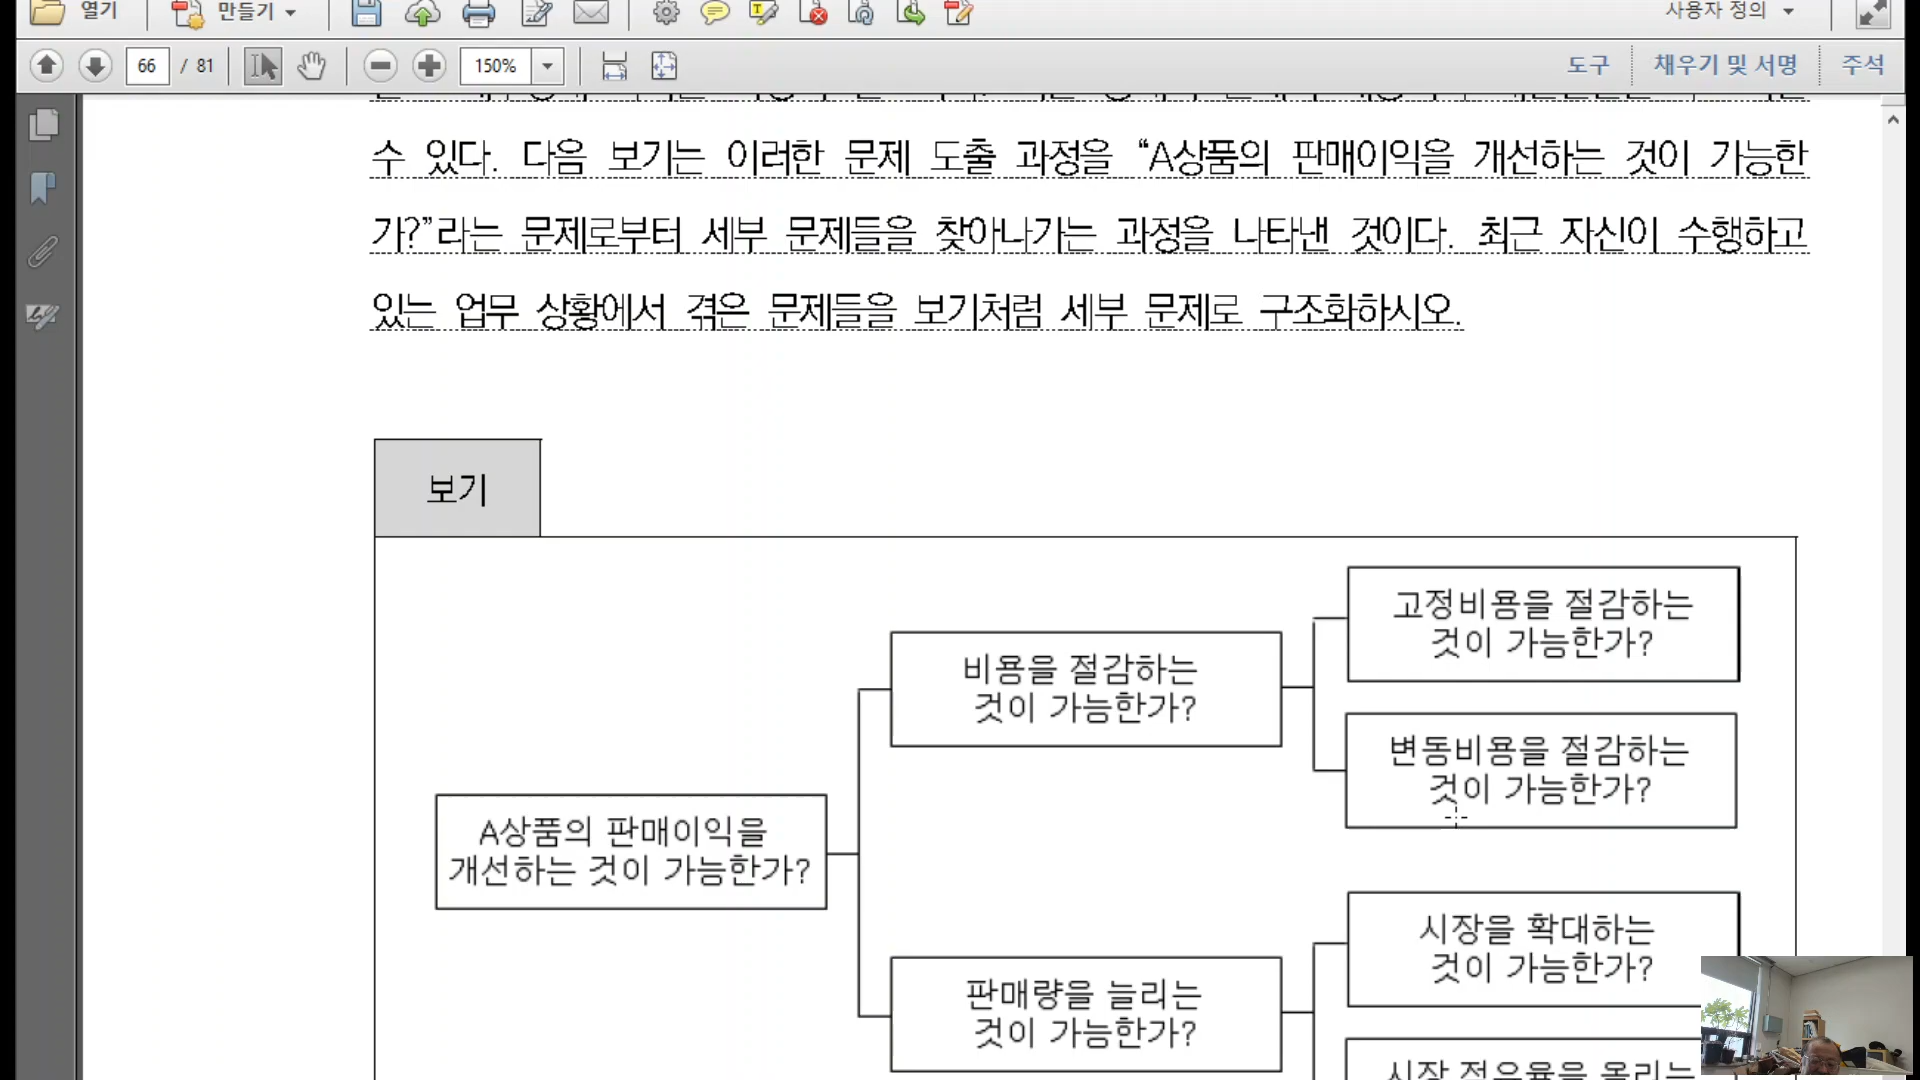 열기
만들기
사용자 정의
66 / 81
150%
도구
채우기 및 서명
주석
수 있다. 다음 보기는 이러한 문제 도출 과정을 “A상품의 판매이익을 개선하는 것이 가능한
가?”라는 문제로부터 세부 문제들을 찾아나가는 과정을 나타낸 것이다. 최근 자신이 수행하고
있는 업무 상황에서 겪은 문제들을 보기처럼 세부 문제로 구조화하시오.
보기
고정비용을 절감하는
것이 가능한가?
비용을 절감하는
것이 가능한가?
변동비용을 절감하는
것이 가능한가?
A상품의 판매이익을
개선하는 것이 가능한가?
시장을 확대하는
것이 가능한가?
판매량을 늘리는
것이 가능한가?
시장 점유율을 올리는